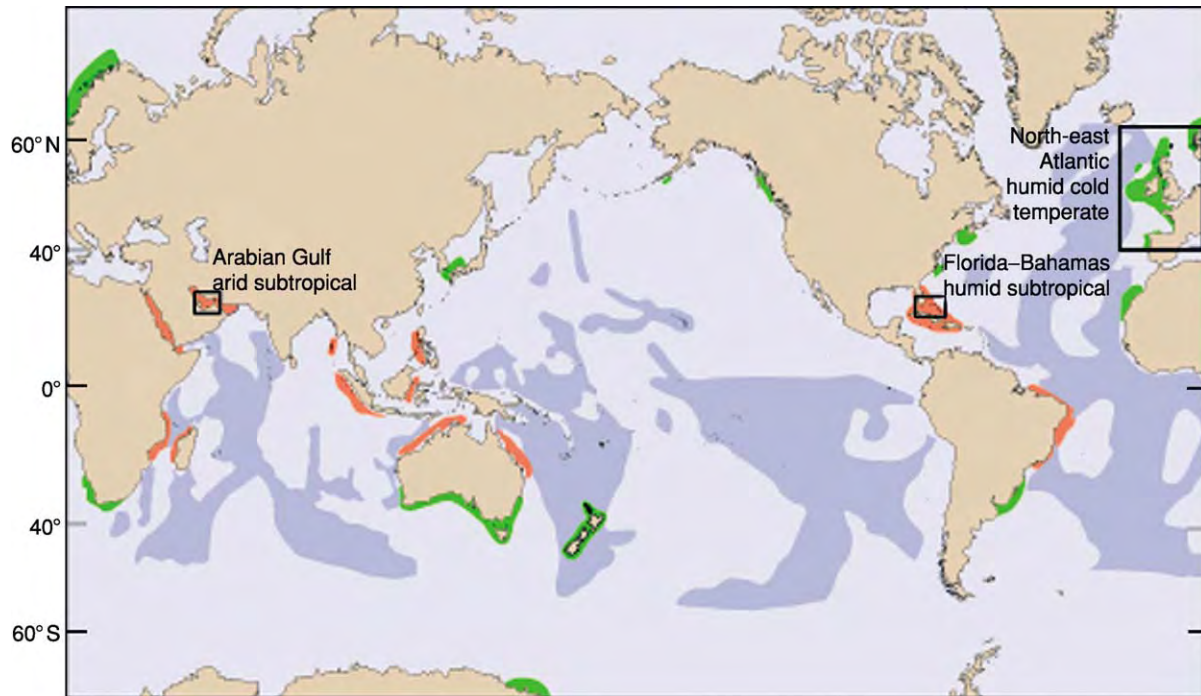 60°N
North-east
Atlantic
humid cold
temperate
40°
Arabian Gulf
arid subtropical
Florida–Bahamas
humid subtropical
0°
40°
60°S